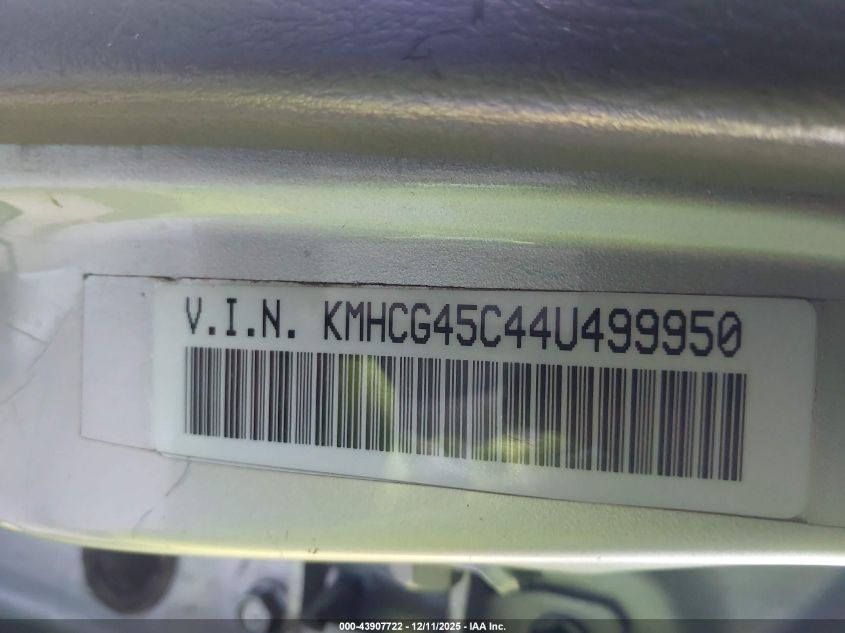 V.I.N. KMHCG45C44U499950
000-43907722 - 12/11/2025 - IAA Inc.